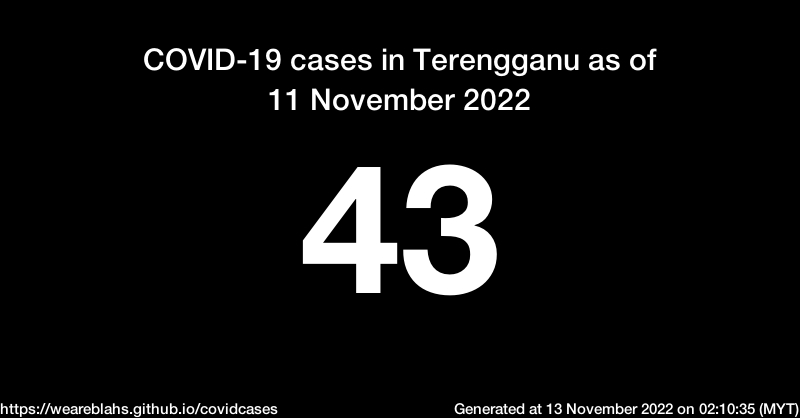 COVID-19 cases in Terengganu as of
11 November 2022
43
https://weareblahs.github.io/covidcases
Generated at 13 November 2022 on 02:10:35 (MYT)